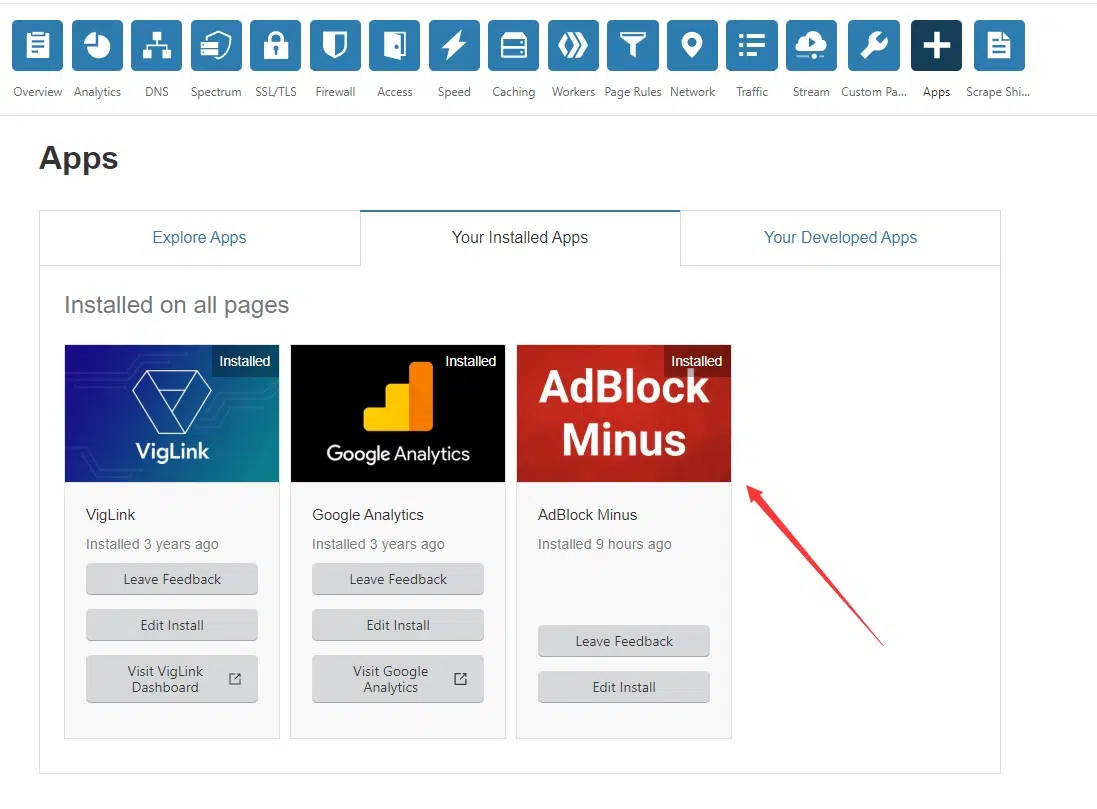 Overview Analytics DNS Spectrum SSL/TLS Firewall Access Speed Caching Workers Page Rules Network Traffic Stream Custom Pa... Apps Scrape Shi...
Apps
Explore Apps Your Installed Apps Your Developed Apps
Installed on all pages
Installed
VigLink
VigLink
Installed 3 years ago
Leave Feedback
Edit Install
Visit VigLink
Dashboard
Installed
Google Analytics
Google Analytics
Installed 3 years ago
Leave Feedback
Edit Install
Visit Google
Analytics
Installed
AdBlock
Minus
AdBlock Minus
Installed 9 hours ago
Leave Feedback
Edit Install